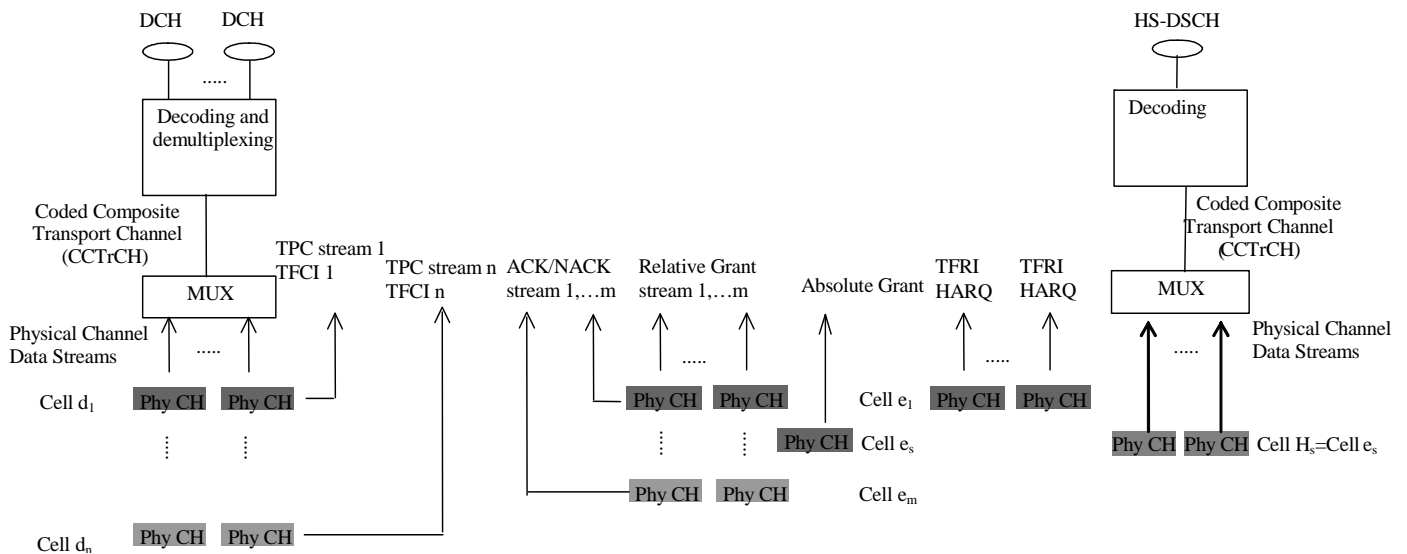 DCH DCH HS-DSCH
.....
Decoding and
demultiplexing
Decoding
Coded Composite
Transport Channel
(CCTrCH)
Coded Composite
Transport Channel
(CCTrCH)
TPC stream 1
TFCI 1
TPC stream n
TFCI n
ACK/NACK
stream 1,…m
Relative Grant
stream 1,…m
Absolute Grant
TFRI
HARQ
TFRI
HARQ
MUX
MUX
Physical Channel
Data Streams
.....
.....
.....
.....
Physical Channel
Data Streams
Cell d1 Phy CH Phy CH
Phy CH Phy CH Cell e1 Phy CH Phy CH
Phy CH Cell es
Phy CH Phy CH Cell Hs=Cell es
Phy CH Phy CH Cell em
Cell dn Phy CH Phy CH